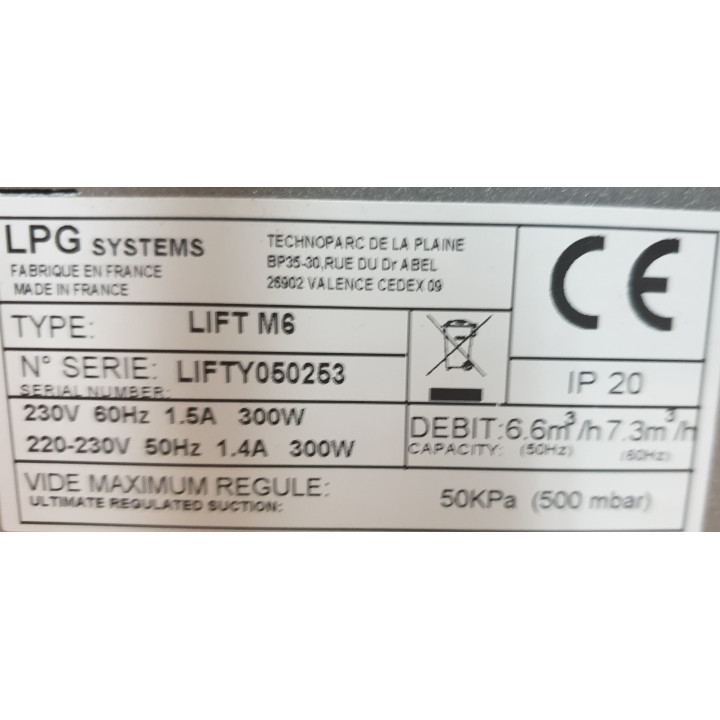 LPG SYSTEMS
FABRIQUE EN FRANCE
MADE IN FRANCE
TECHNOPARC DE LA PLAINE
BP35-30,RUE DU Dr ABEL
26902 VALENCE CEDEX 09
CE
TYPE: LIFT M6
N° SERIE: LIFTY050253
SERIAL NUMBER:
IP 20
230V 60Hz 1.5A 300W
220-230V 50Hz 1.4A 300W
DEBIT:6.6m³/h 7.3m³/h
CAPACITY: (50Hz) (60Hz)
VIDE MAXIMUM REGULE: 50KPa (500 mbar)
ULTIMATE REGULATED SUCTION: